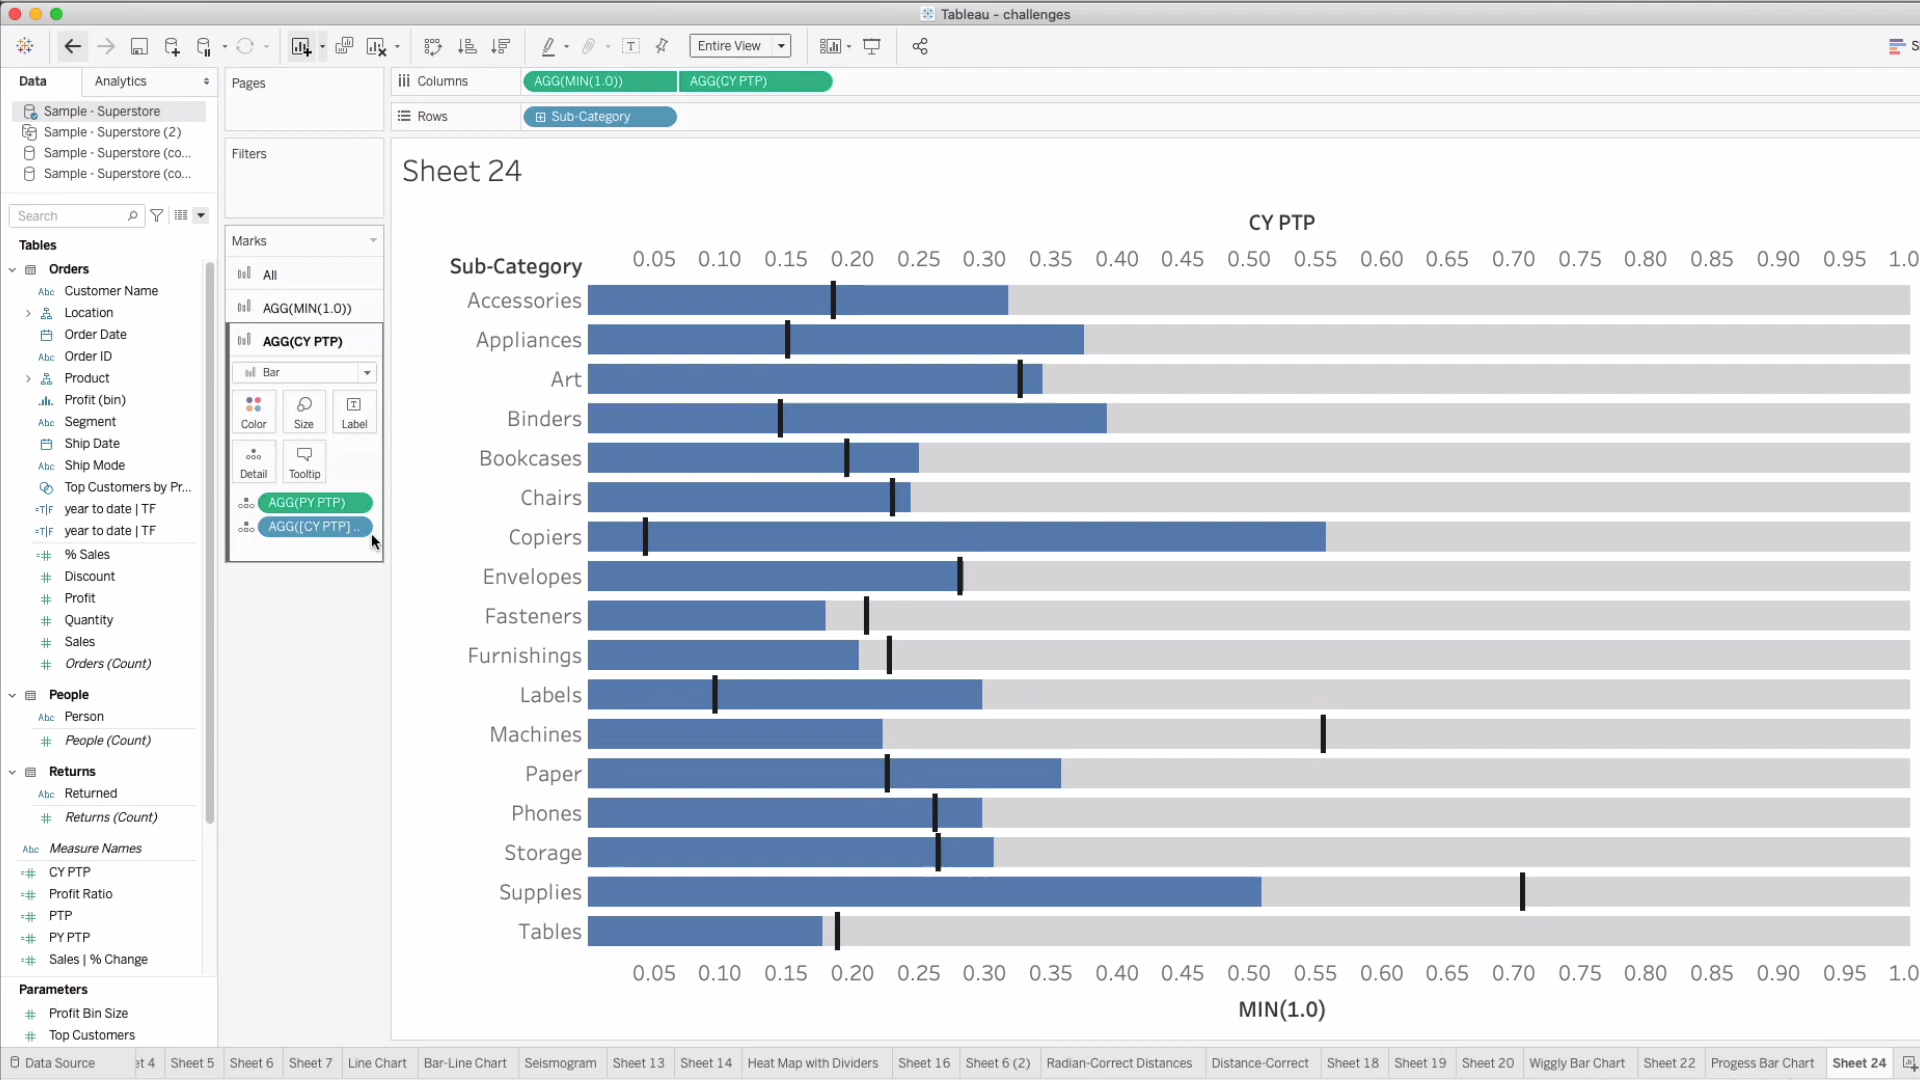 Tableau - challenges
Entire View
S
Data
Analytics
Sample - Superstore
Sample - Superstore (2)
Sample - Superstore (co...
Sample - Superstore (co...
Search
Tables
Orders
Abc Customer Name
Location
Order Date
Abc Order ID
Product
Profit (bin)
Abc Segment
Ship Date
Abc Ship Mode
Top Customers by Pr...
=T|F year to date | TF
=T|F year to date | TF
=# % Sales
# Discount
# Profit
# Quantity
# Sales
# Orders (Count)
People
Abc Person
# People (Count)
Returns
Abc Returned
# Returns (Count)
Abc Measure Names
=# CY PTP
=# Profit Ratio
=# PTP
=# PY PTP
=# Sales | % Change
Parameters
# Profit Bin Size
# Top Customers
Pages
Filters
Marks
All
AGG(MIN(1.0))
AGG(CY PTP)
Bar
Color
Size
Label
Detail
Tooltip
AGG(PY PTP)
AGG([CY PTP] ..
Columns
AGG(MIN(1.0))
AGG(CY PTP)
Rows
Sub-Category
Sheet 24
CY PTP
Sub-Category
0.05 0.10 0.15 0.20 0.25 0.30 0.35 0.40 0.45 0.50 0.55 0.60 0.65 0.70 0.75 0.80 0.85 0.90 0.95 1.0
Accessories
Appliances
Art
Binders
Bookcases
Chairs
Copiers
Envelopes
Fasteners
Furnishings
Labels
Machines
Paper
Phones
Storage
Supplies
Tables
0.05 0.10 0.15 0.20 0.25 0.30 0.35 0.40 0.45 0.50 0.55 0.60 0.65 0.70 0.75 0.80 0.85 0.90 0.95 1.0
MIN(1.0)
Data Source
et 4
Sheet 5
Sheet 6
Sheet 7
Line Chart
Bar-Line Chart
Seismogram
Sheet 13
Sheet 14
Heat Map with Dividers
Sheet 16
Sheet 6 (2)
Radian-Correct Distances
Distance-Correct
Sheet 18
Sheet 19
Sheet 20
Wiggly Bar Chart
Sheet 22
Progess Bar Chart
Sheet 24